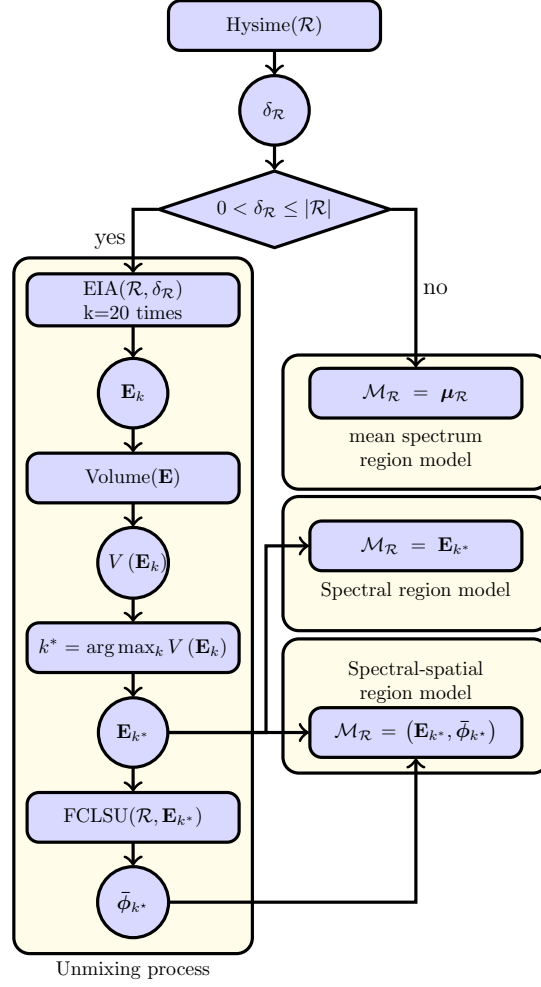 Hysime(ℛ)
δ_ℛ
0 < δ_ℛ ≤ |ℛ|
yes
no
EIA(ℛ, δ_ℛ)
k=20 times
E_k
Volume(E)
V (E_k)
k* = arg max_k V (E_k)
E_{k*}
FCLSU(ℛ, E_{k*})
ϕ̄_{k⋆}
Unmixing process
ℳ_ℛ = μ_ℛ
mean spectrum
region model
ℳ_ℛ = E_{k*}
Spectral region model
Spectral-spatial
region model
ℳ_ℛ = (E_{k*}, ϕ̄_{k⋆})